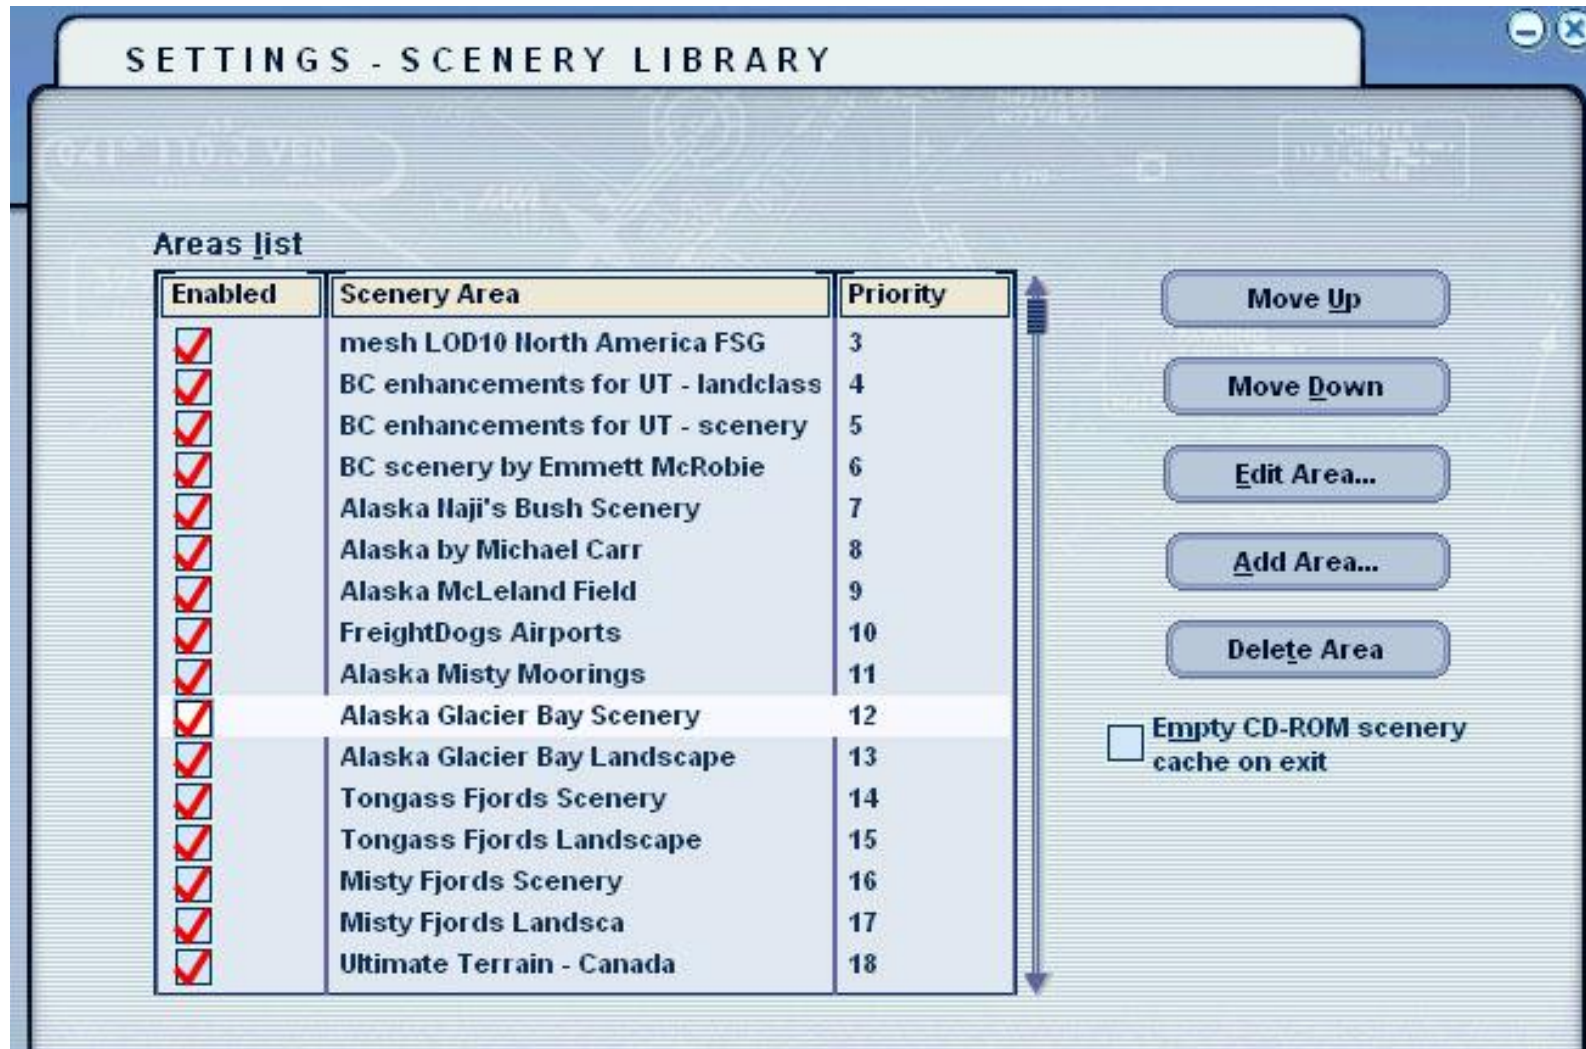 SETTINGS - SCENERY LIBRARY
041° 110.3 VEN
Areas list
Enabled Scenery Area Priority
mesh LOD10 North America FSG 3
BC enhancements for UT - landclass 4
BC enhancements for UT - scenery 5
BC scenery by Emmett McRobie 6
Alaska Naji's Bush Scenery 7
Alaska by Michael Carr 8
Alaska McLeland Field 9
FreightDogs Airports 10
Alaska Misty Moorings 11
Alaska Glacier Bay Scenery 12
Alaska Glacier Bay Landscape 13
Tongass Fjords Scenery 14
Tongass Fjords Landscape 15
Misty Fjords Scenery 16
Misty Fjords Landsca 17
Ultimate Terrain - Canada 18
Move Up
Move Down
Edit Area...
Add Area...
Delete Area
Empty CD-ROM scenery
cache on exit